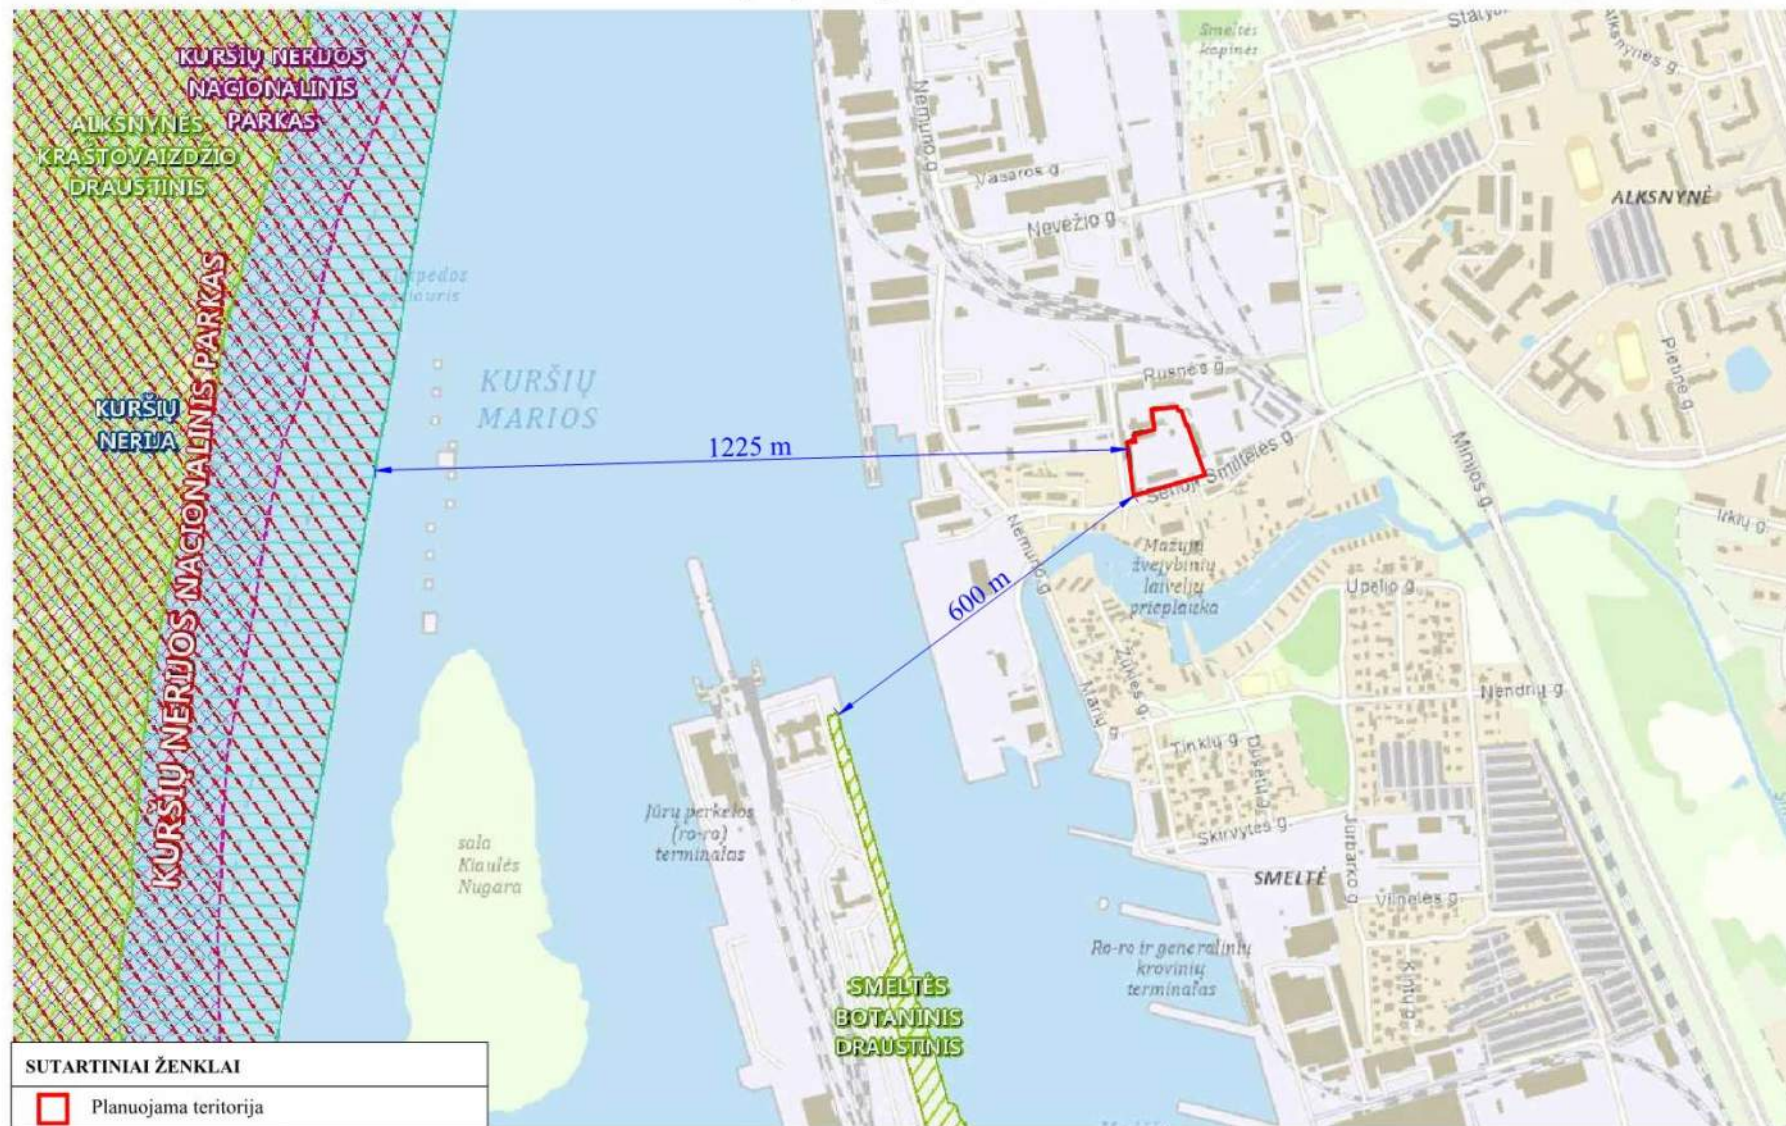 KURŠIŲ NERIJOS
NACIONALINIS
PARKAS
ALKSNYNĖS
KRAŠTOVAIZDŽIO
DRAUSTINIS
KURŠIŲ NERIJOS NACIONALINIS PARKAS
KURŠIŲ
NERIJA
KURŠIŲ
MARIOS
1225 m
600 m
Smeltės
kapinės
Alksnynės g.
Nemuno g.
Vasaros g.
Nevėžio g.
ALKSNYNĖ
Rusnės g.
Pietinė g.
Senoji Smiltelės g.
Minijos g.
Irklų g.
Nemuno g.
Mažųjų
žvejybinių
laivelių
prieplauka
Upelio g.
Žūklės g.
Marių g.
Nendrių g.
Tinklų g.
Skirvytės g.
Jurbarko g.
SMELTĖ
Vilnelės g.
Kintų g.
Jūrų perkėlos
(ro-ro)
terminalas
sala
Kiaulės
Nugara
Ro-ro ir generalinių
krovinių
terminalas
SMELTĖS
BOTANINIS
DRAUSTINIS
SUTARTINIAI ŽENKLAI
Planuojama teritorija